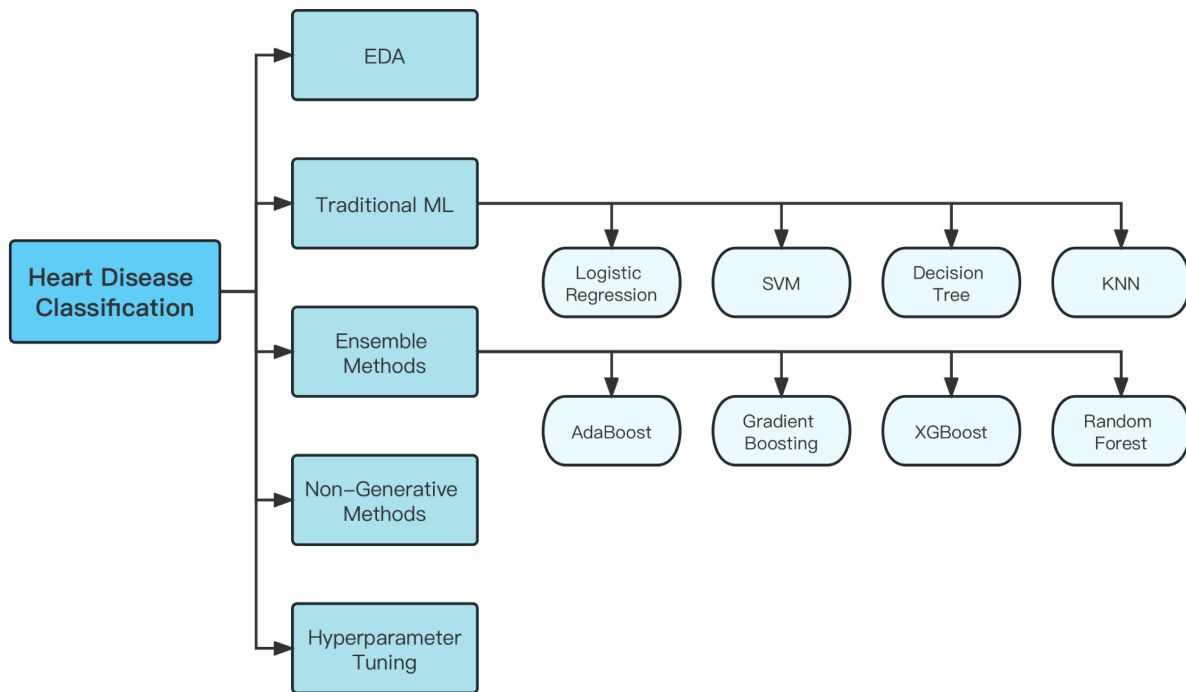 EDA
Traditional ML
Logistic
Regression
SVM
Decision
Tree
KNN
Heart Disease
Classification
Ensemble
Methods
AdaBoost
Gradient
Boosting
XGBoost
Random
Forest
Non-Generative
Methods
Hyperparameter
Tuning